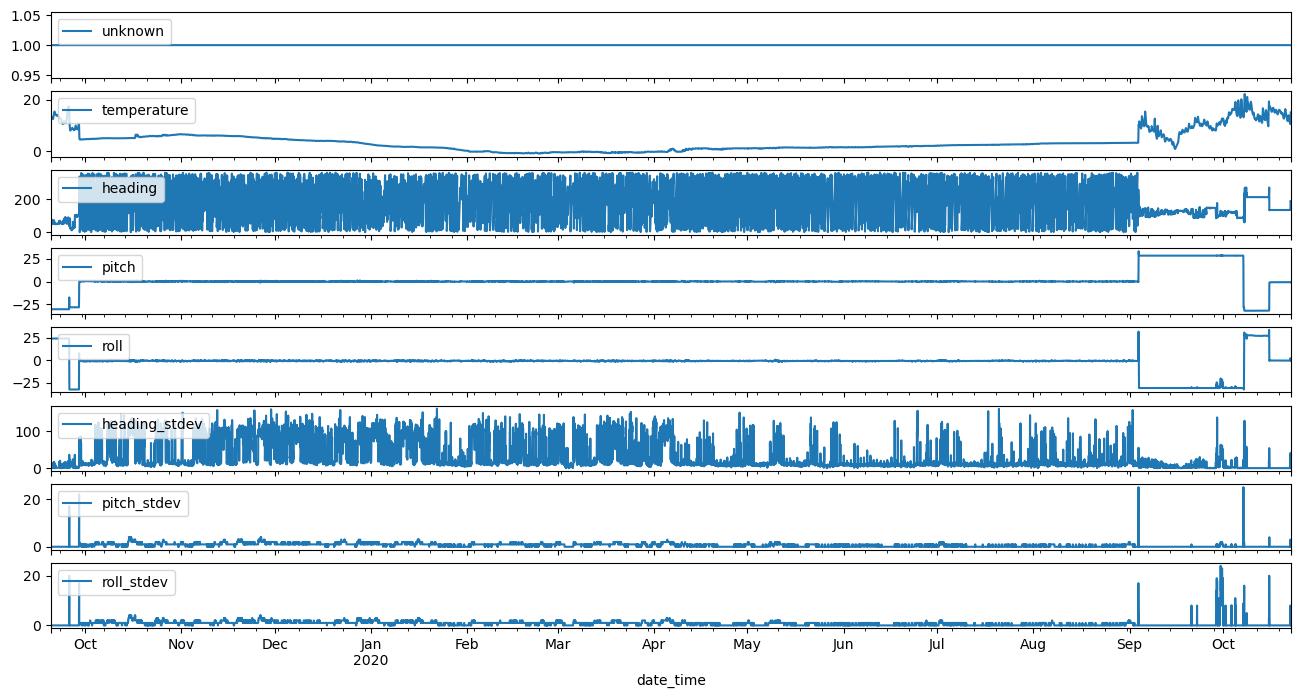 1.05
unknown
1.00
0.95
20
temperature
0
heading
200
0
25
pitch
0
−25
25
roll
0
−25
heading_stdev
100
0
pitch_stdev
20
0
roll_stdev
20
0
Oct Nov Dec Jan Feb Mar Apr May Jun Jul Aug Sep Oct
2020
date_time